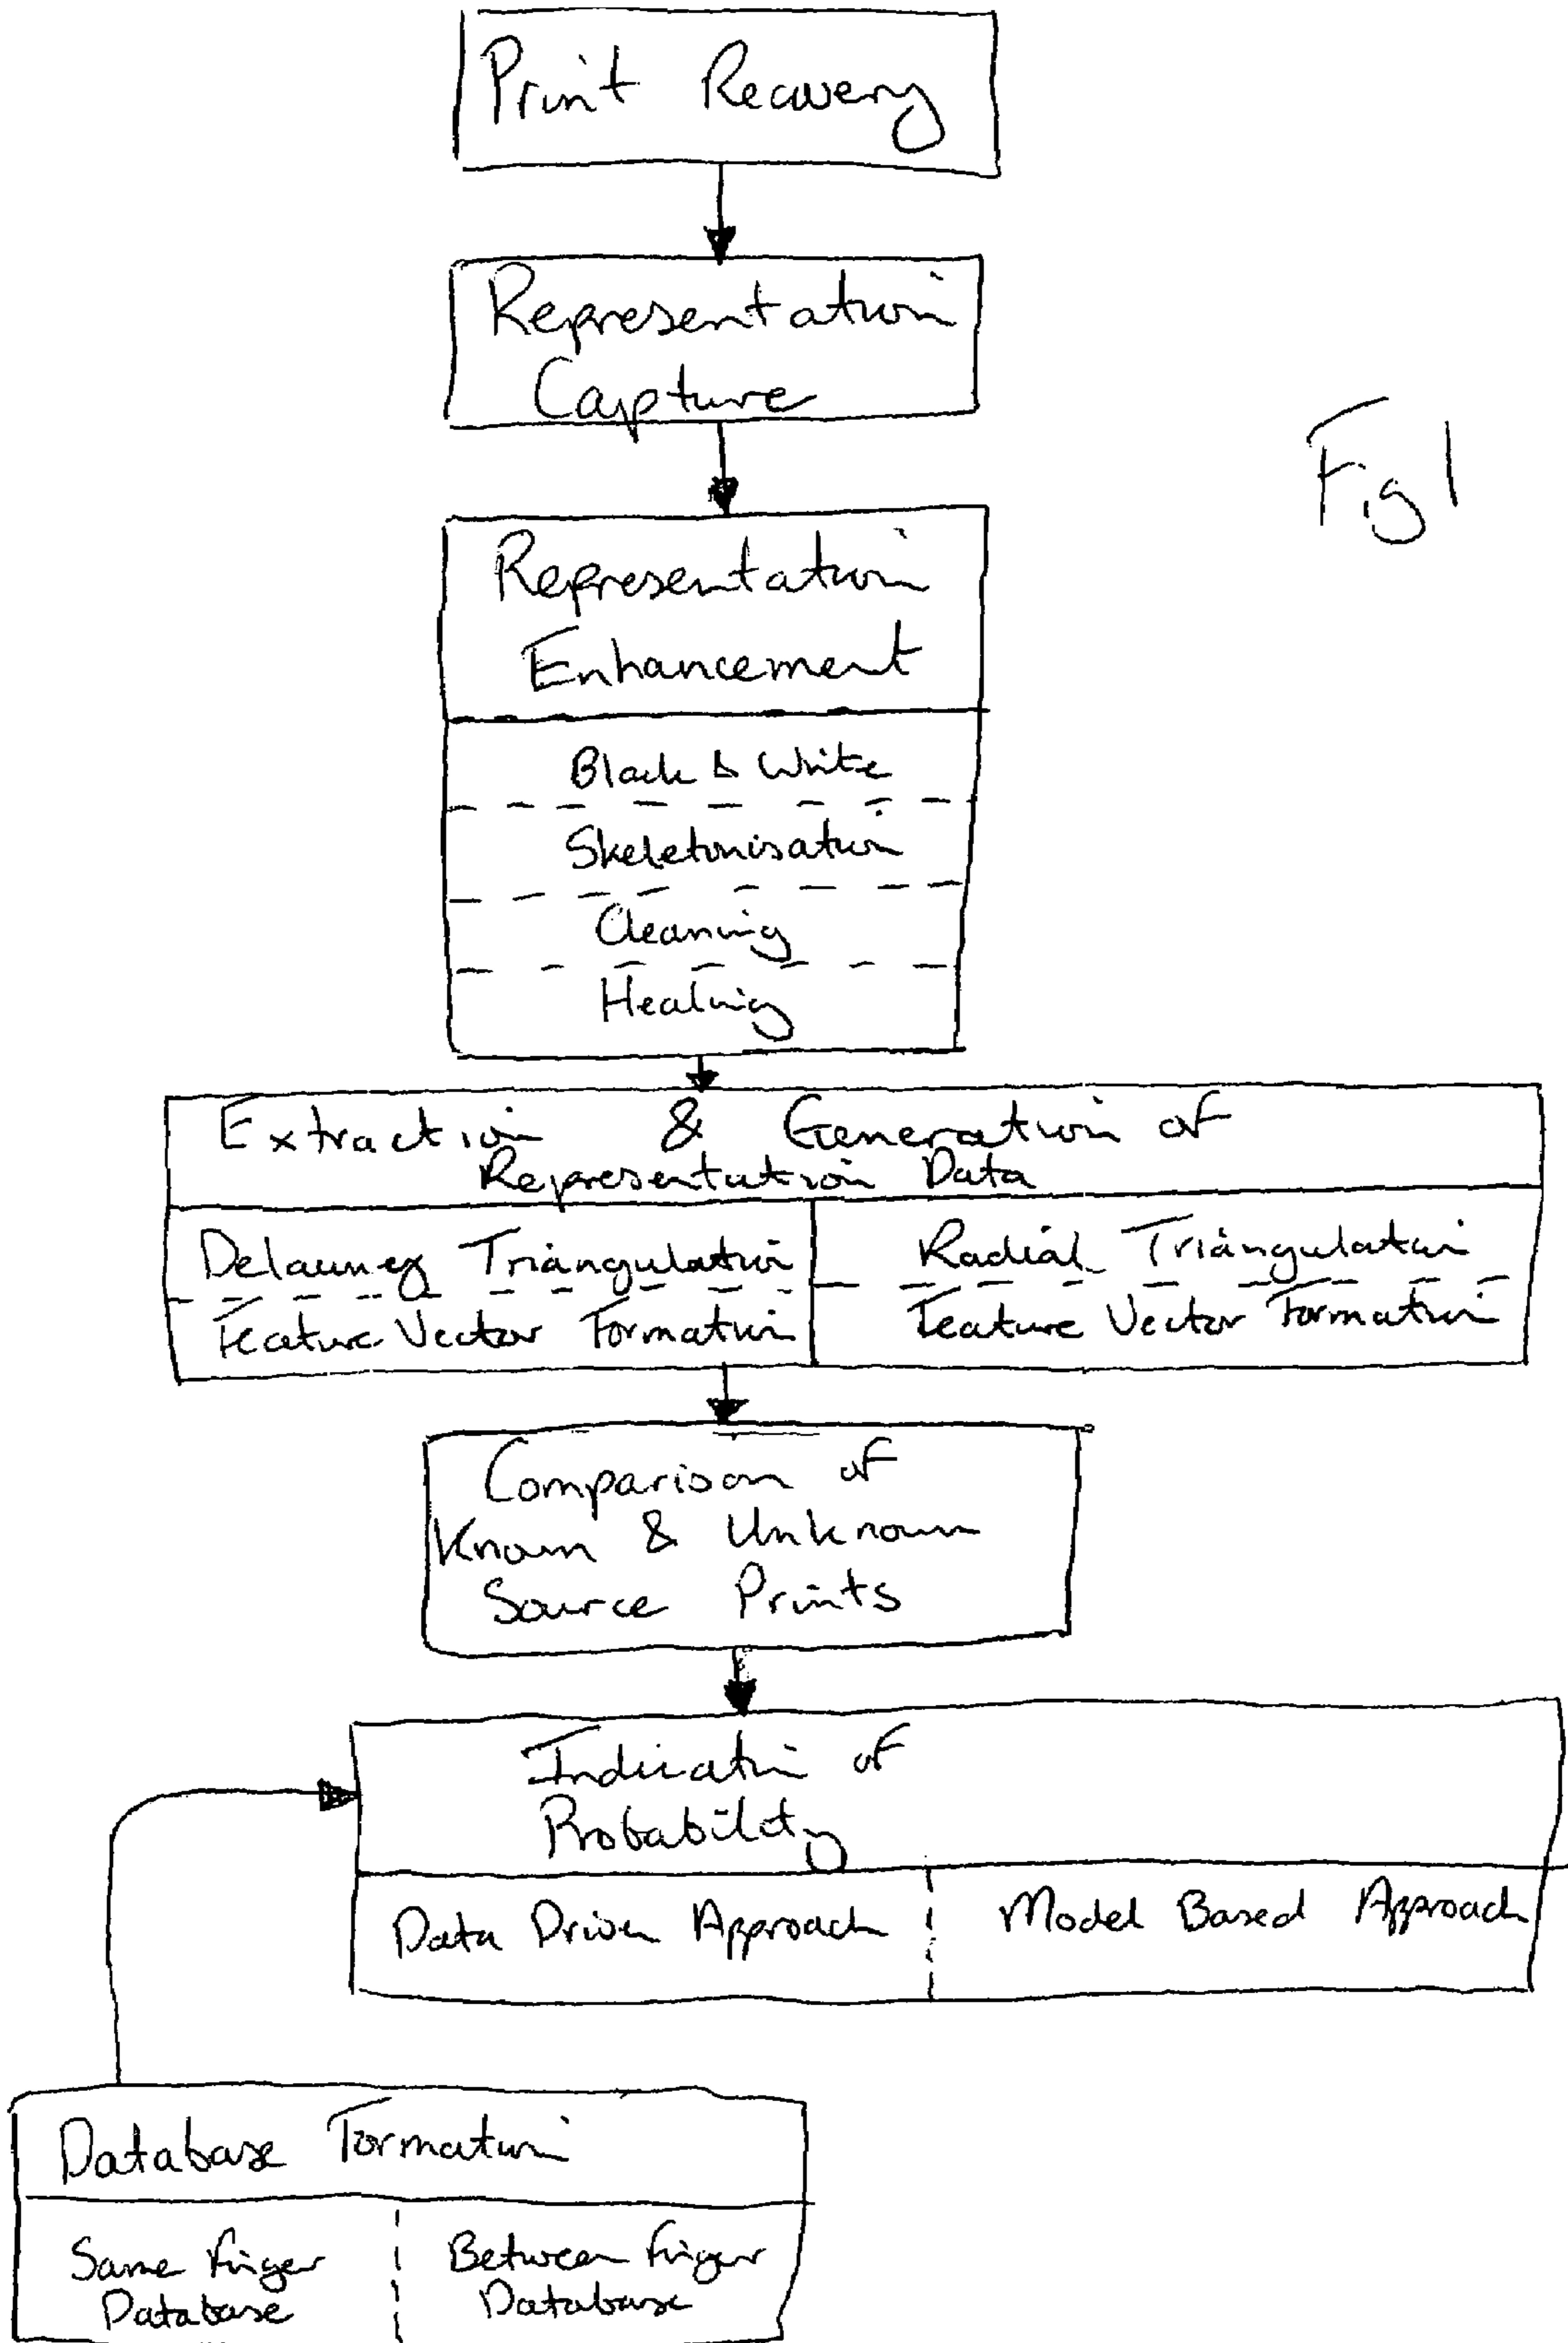 Print Recovery
Representation
Capture
Fig 1
Representation
Enhancement
Black & White
Skeletonisation
Cleaning
Healing
Extraction & Generation of
Representation Data
Delauney Triangulation
Radial Triangulation
Feature Vector Formation
Feature Vector Formation
Comparison of
Known & Unknown
Source Prints
Indication of
Probability
Data Driven Approach
Model Based Approach
Database Formation
Same Finger
Database
Between Finger
Database